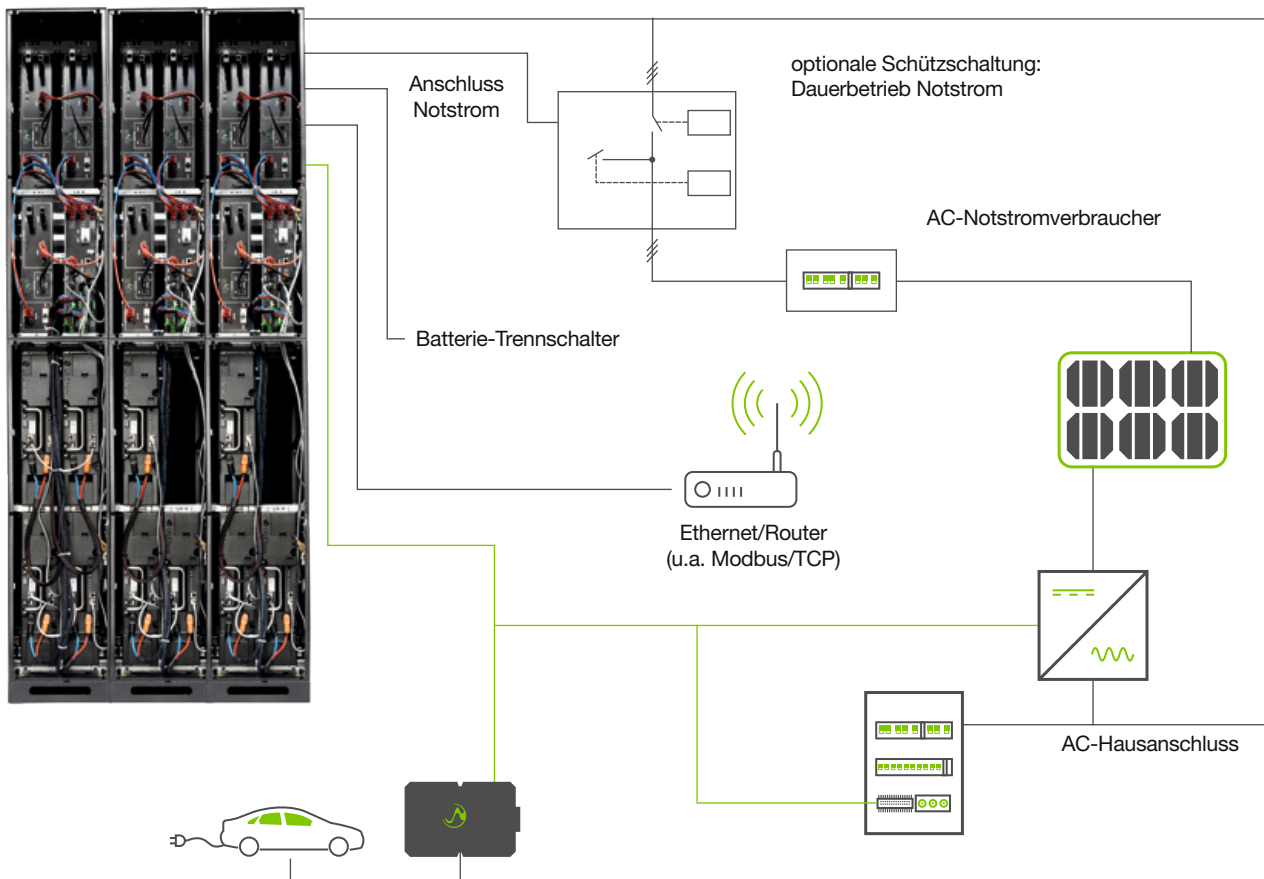 optionale Schützschaltung:
Dauerbetrieb Notstrom
Anschluss
Notstrom
AC-Notstromverbraucher
Batterie-Trennschalter
Ethernet/Router
(u.a. Modbus/TCP)
AC-Hausanschluss